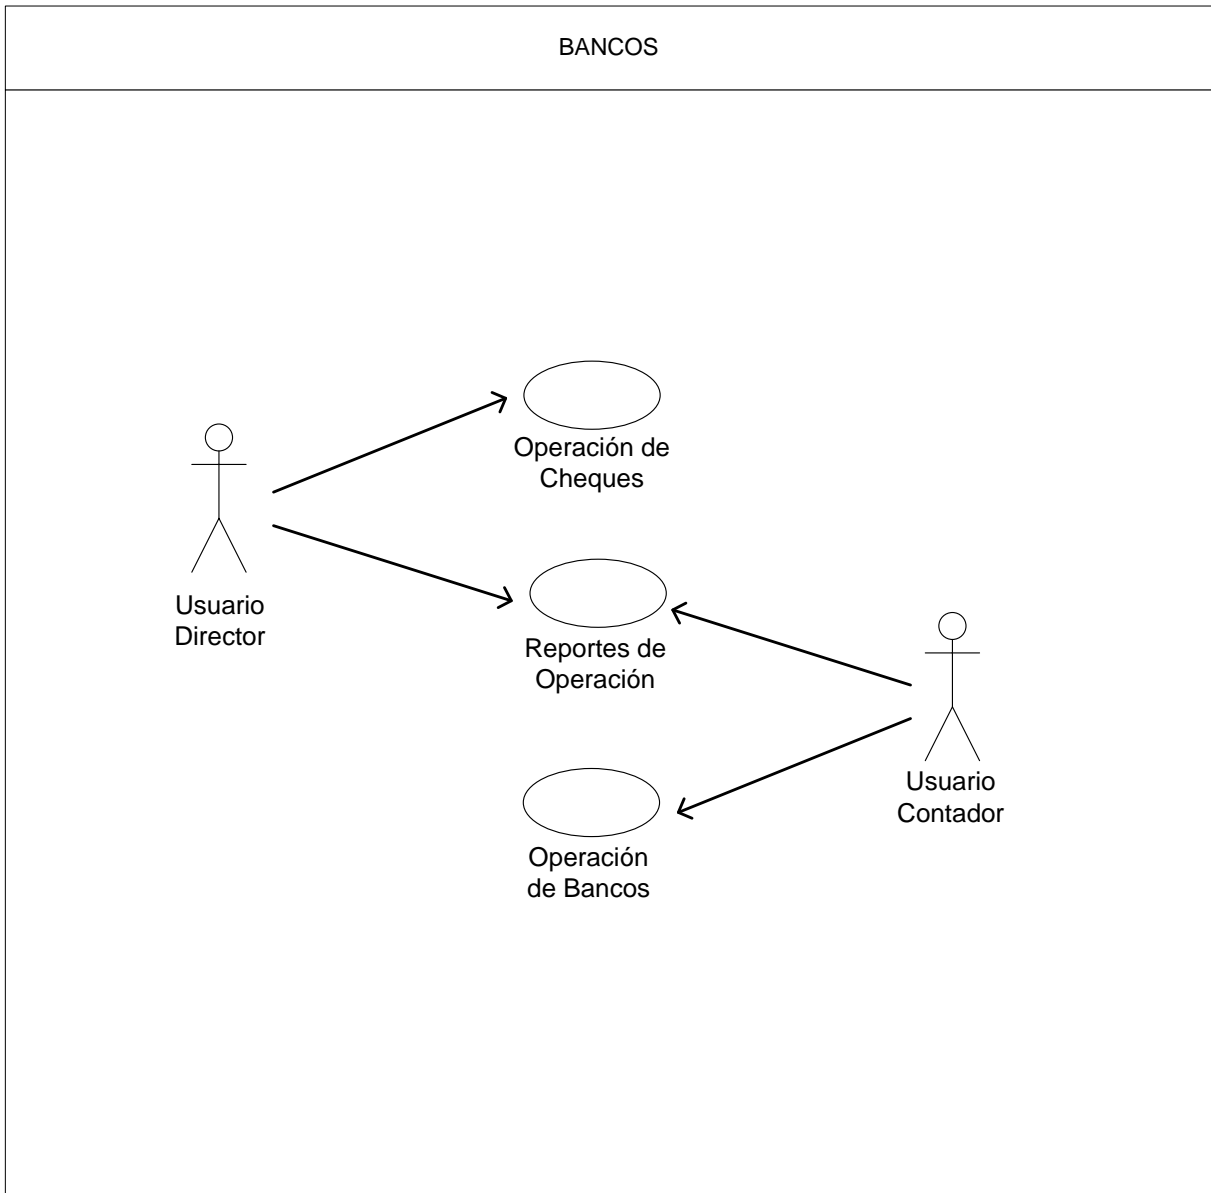 BANCOS
Operación de
Cheques
Usuario
Director
Reportes de
Operación
Usuario
Contador
Operación
de Bancos